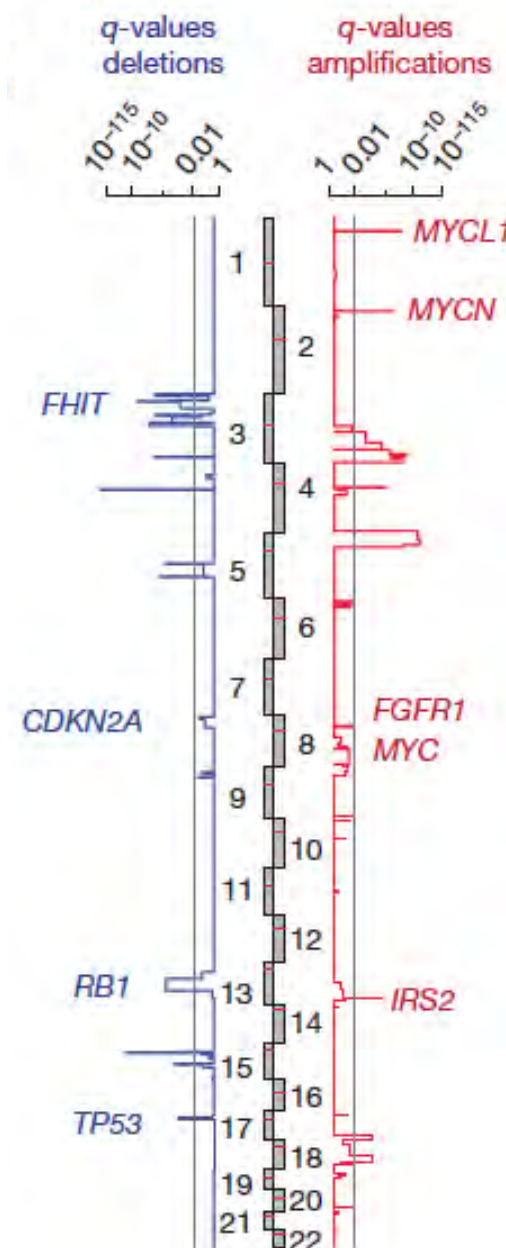 q-values deletions
q-values amplifications
10⁻¹¹⁵ 10⁻¹⁰ 0.01 1
1 0.01 10⁻¹⁰ 10⁻¹¹⁵
MYCL1
1
MYCN
2
FHIT
3
4
5
6
7
CDKN2A
FGFR1
8
MYC
9
10
11
12
RB1
13
IRS2
14
15
16
TP53
17
18
19
20
21
22